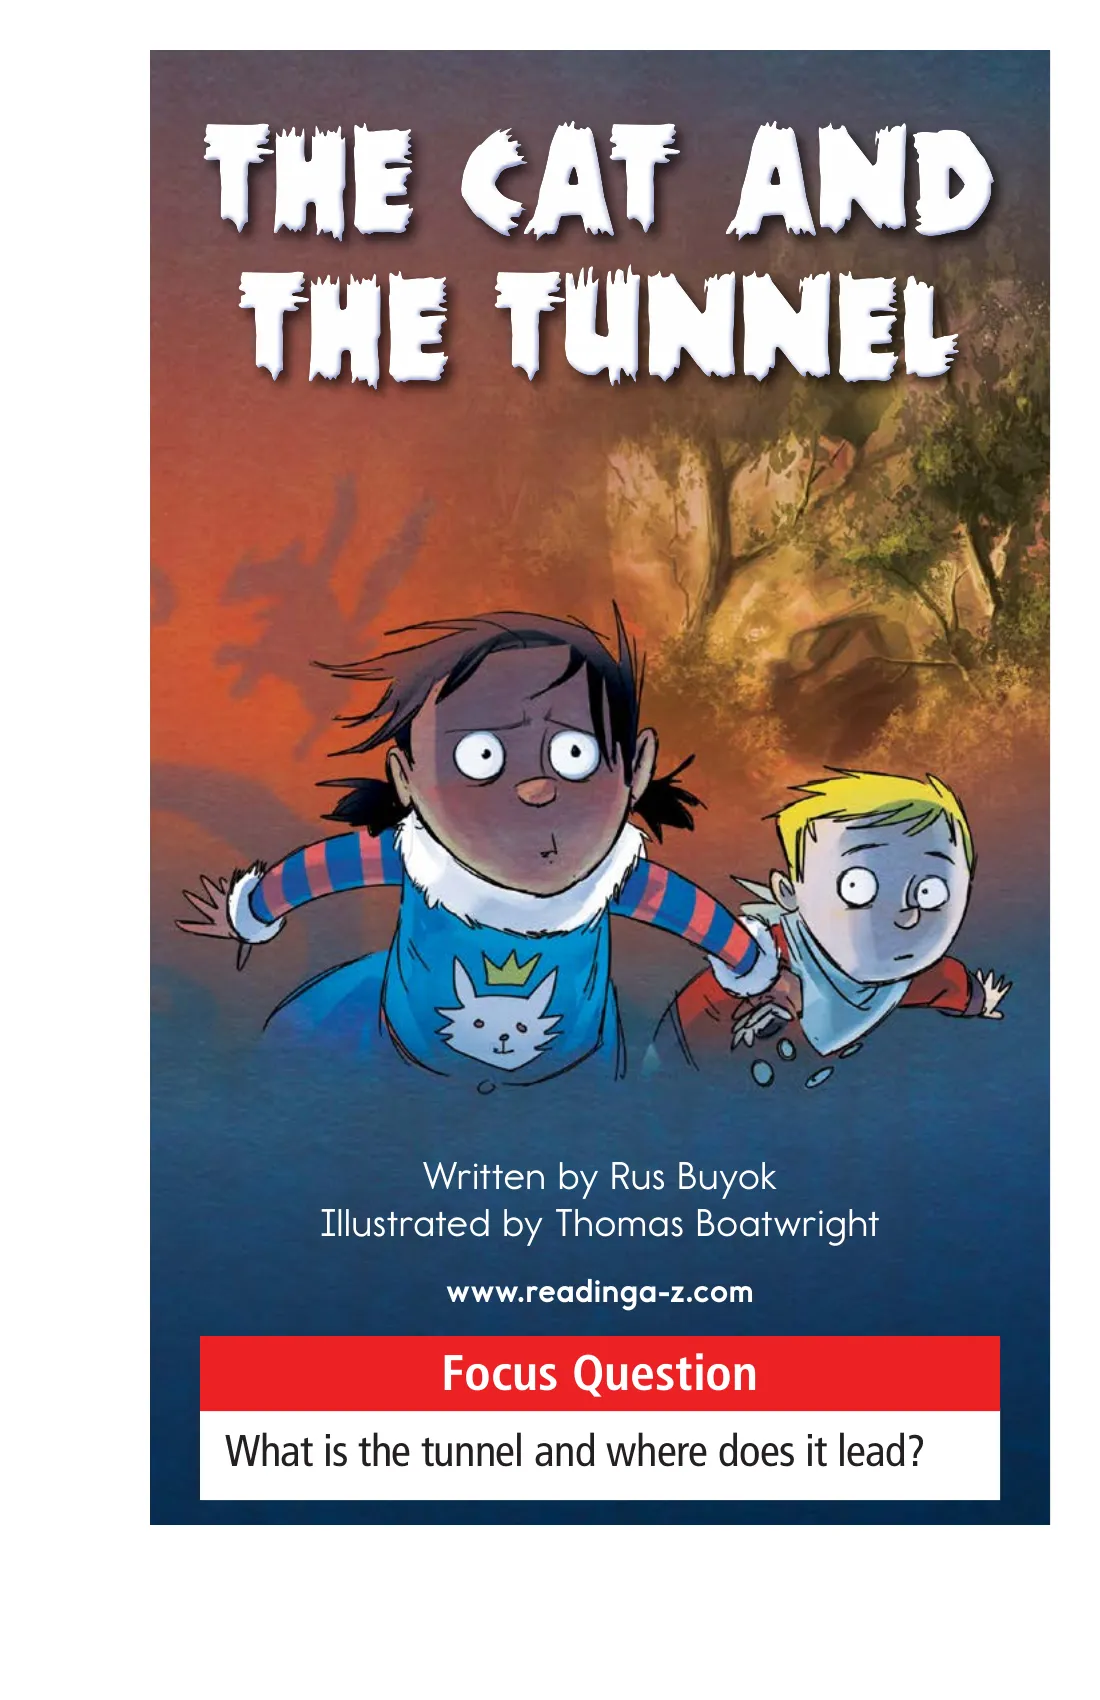 THE CAT AND
THE TUNNEL
Written by Rus Buyok
Illustrated by Thomas Boatwright
www.readinga-z.com
Focus Question
What is the tunnel and where does it lead?